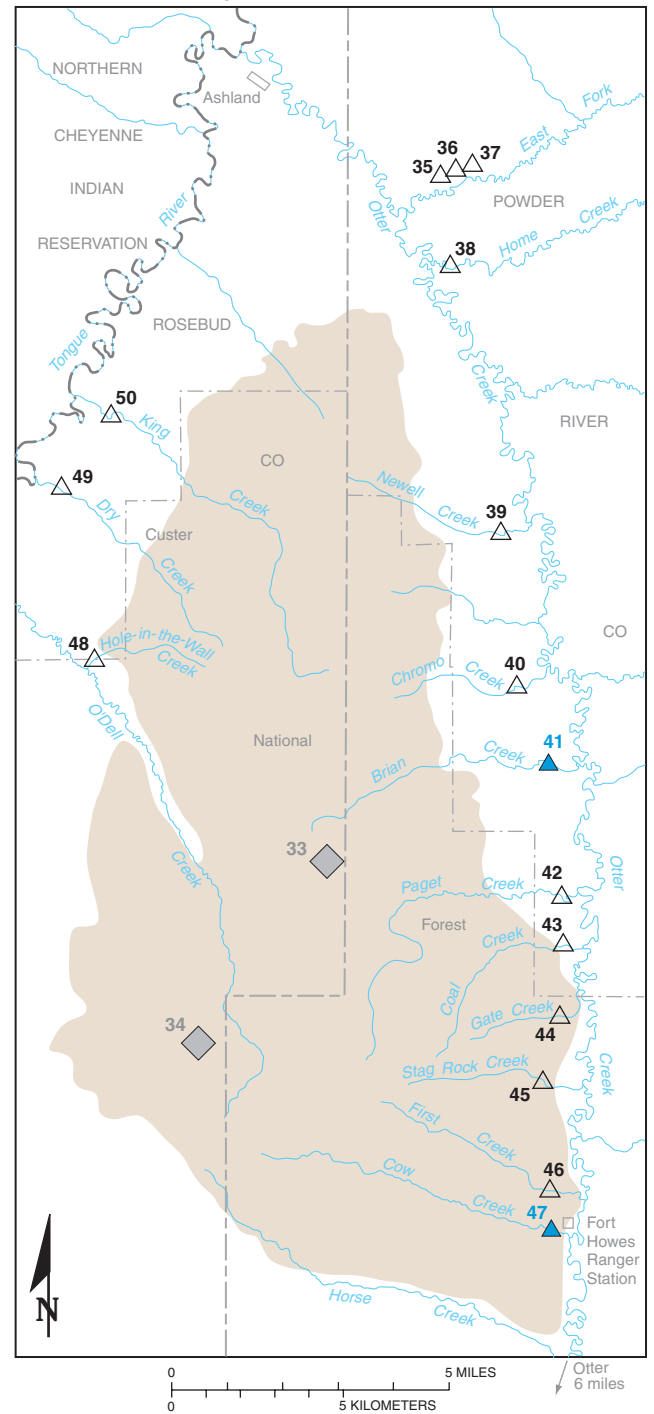 NORTHERN
CHEYENNE
INDIAN
RESERVATION
Ashland
East Fork
36
37
35
POWDER
River
Otter
Home Creek
38
ROSEBUD
Tongue
Creek
50
King
RIVER
CO
49
Newell
Creek
39
Dry
Creek
Custer
Creek
CO
48
Hole-in-the-Wall
Creek
40
Chromo Creek
O'Dell
National
41
Brian Creek
33
Otter
Creek
42
Paget Creek
Forest
43
Creek
Coal
34
Gate Creek
44
Stag Rock Creek
45
Creek
First
Creek
46
Cow
Creek
47
Fort
Howes
Ranger
Station
N
Horse
Creek
0 5 MILES
0 5 KILOMETERS
Otter
6 miles